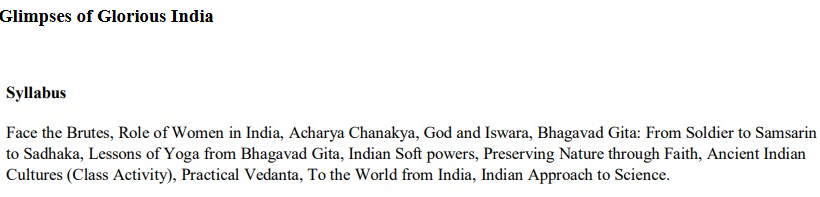 Glimpses of Glorious India
Syllabus
Face the Brutes, Role of Women in India, Acharya Chanakya, God and Iswara, Bhagavad Gita: From Soldier to Samsarin
to Sadhaka, Lessons of Yoga from Bhagavad Gita, Indian Soft powers, Preserving Nature through Faith, Ancient Indian
Cultures (Class Activity), Practical Vedanta, To the World from India, Indian Approach to Science.